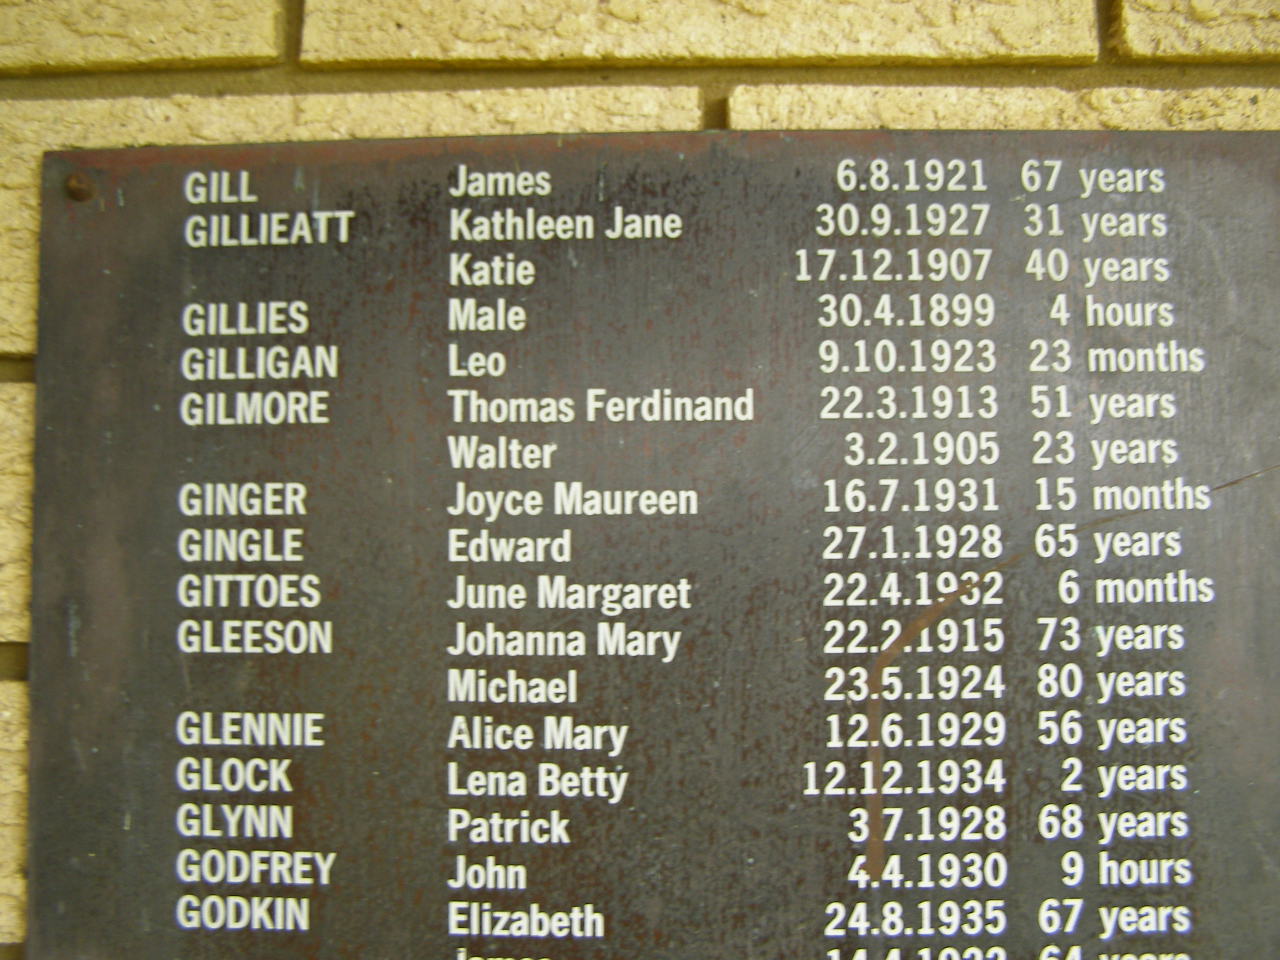 GILL James 6.8.1921 67 years
GILLIEATT Kathleen Jane 30.9.1927 31 years
Katie 17.12.1907 40 years
GILLIES Male 30.4.1899 4 hours
GILLIGAN Leo 9.10.1923 23 months
GILMORE Thomas Ferdinand 22.3.1913 51 years
Walter 3.2.1905 23 years
GINGER Joyce Maureen 16.7.1931 15 months
GINGLE Edward 27.1.1928 65 years
GITTOES June Margaret 22.4.1932 6 months
GLEESON Johanna Mary 22.2.1915 73 years
Michael 23.5.1924 80 years
GLENNIE Alice Mary 12.6.1929 56 years
GLOCK Lena Betty 12.12.1934 2 years
GLYNN Patrick 3 7.1928 68 years
GODFREY John 4.4.1930 9 hours
GODKIN Elizabeth 24.8.1935 67 years
James 64 years